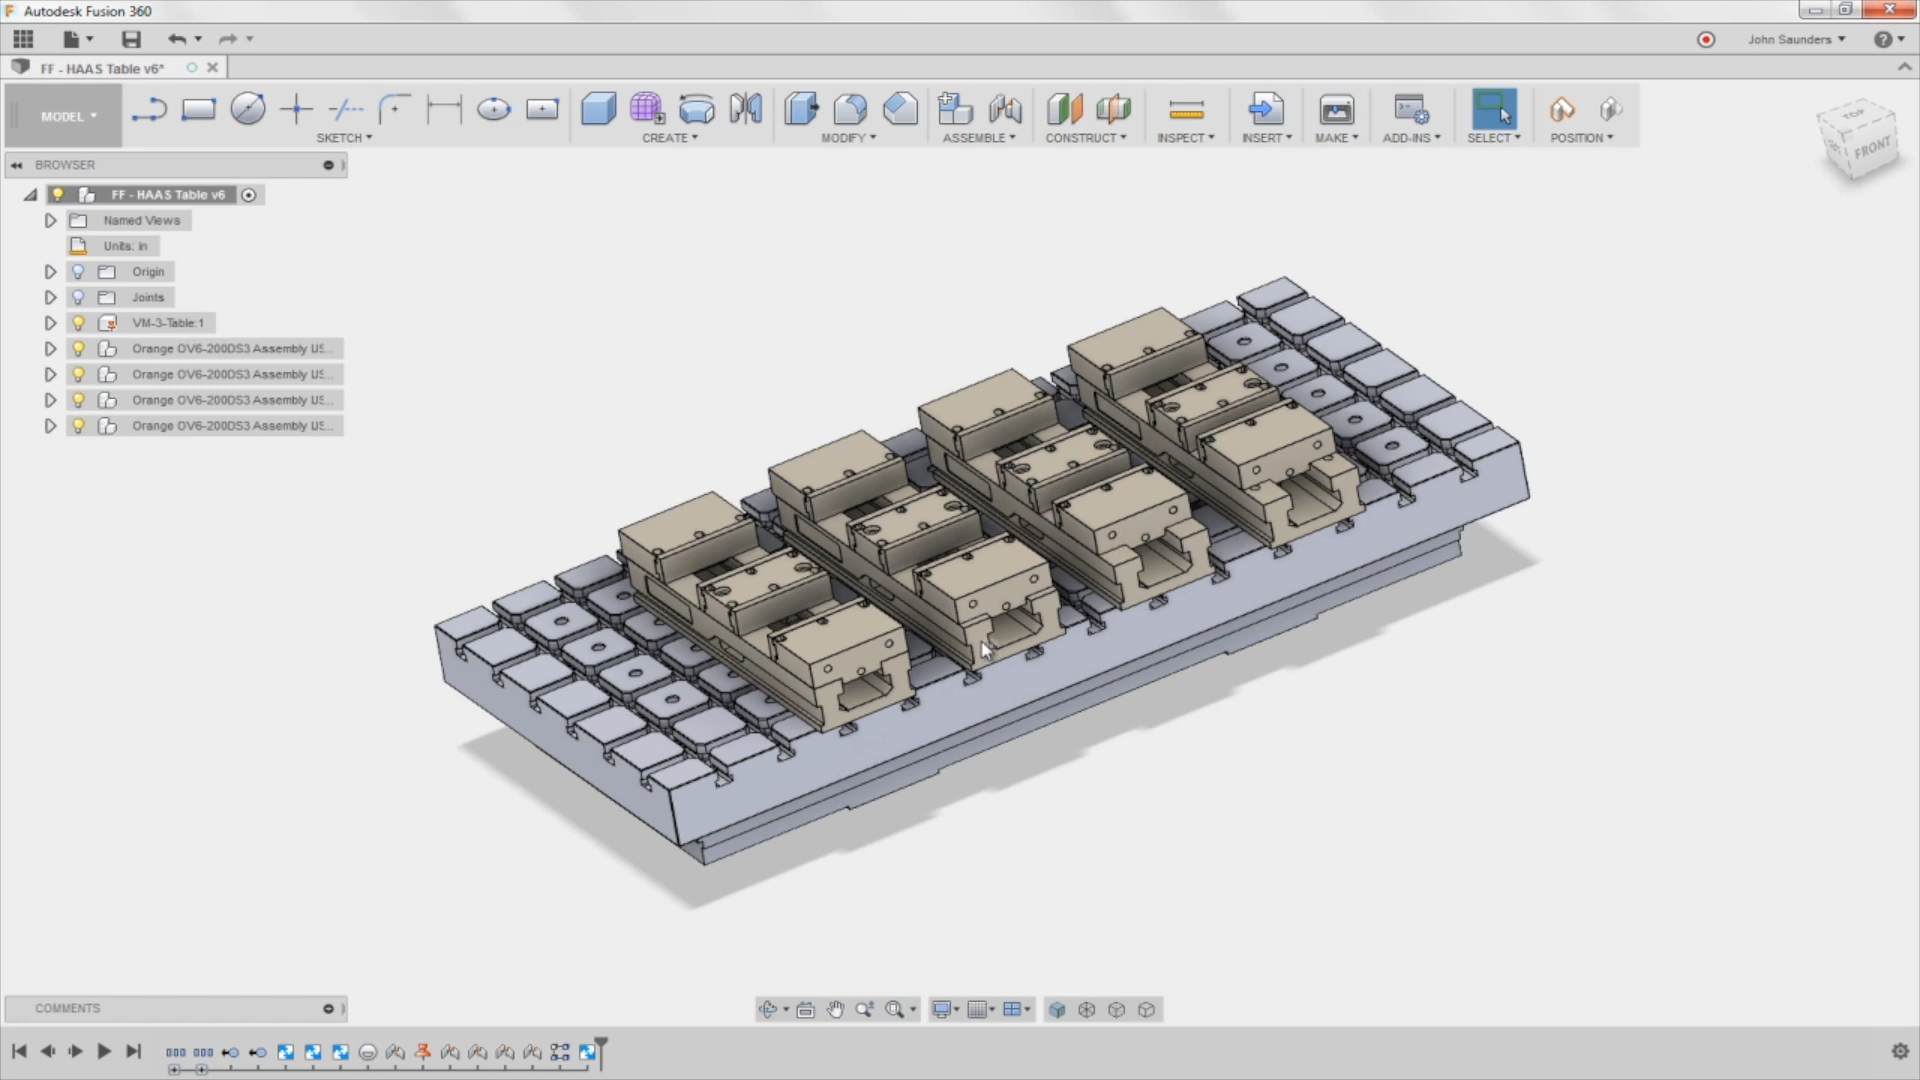 Autodesk Fusion 360
John Saunders
FF - HAAS Table v6*
MODEL
SKETCH
CREATE
MODIFY
ASSEMBLE
CONSTRUCT
INSPECT
INSERT
MAKE
ADD-INS
SELECT
POSITION
TOP
FRONT
BROWSER
FF - HAAS Table v6
Named Views
Units: in
Origin
Joints
VM-3-Table:1
Orange OV6-200DS3 Assembly US...
Orange OV6-200DS3 Assembly US...
Orange OV6-200DS3 Assembly US...
Orange OV6-200DS3 Assembly US...
COMMENTS